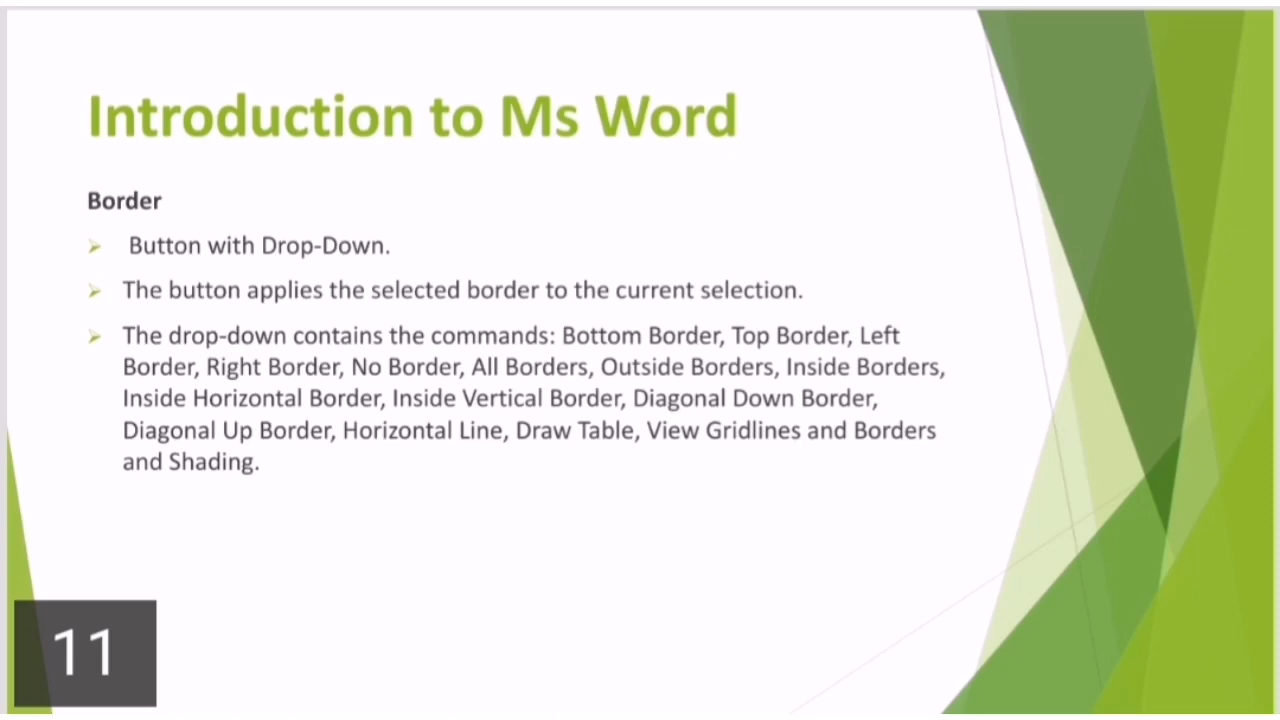 Introduction to Ms Word
Border
Button with Drop-Down.
The button applies the selected border to the current selection.
The drop-down contains the commands: Bottom Border, Top Border, Left
Border, Right Border, No Border, All Borders, Outside Borders, Inside Borders,
Inside Horizontal Border, Inside Vertical Border, Diagonal Down Border,
Diagonal Up Border, Horizontal Line, Draw Table, View Gridlines and Borders
and Shading.
11